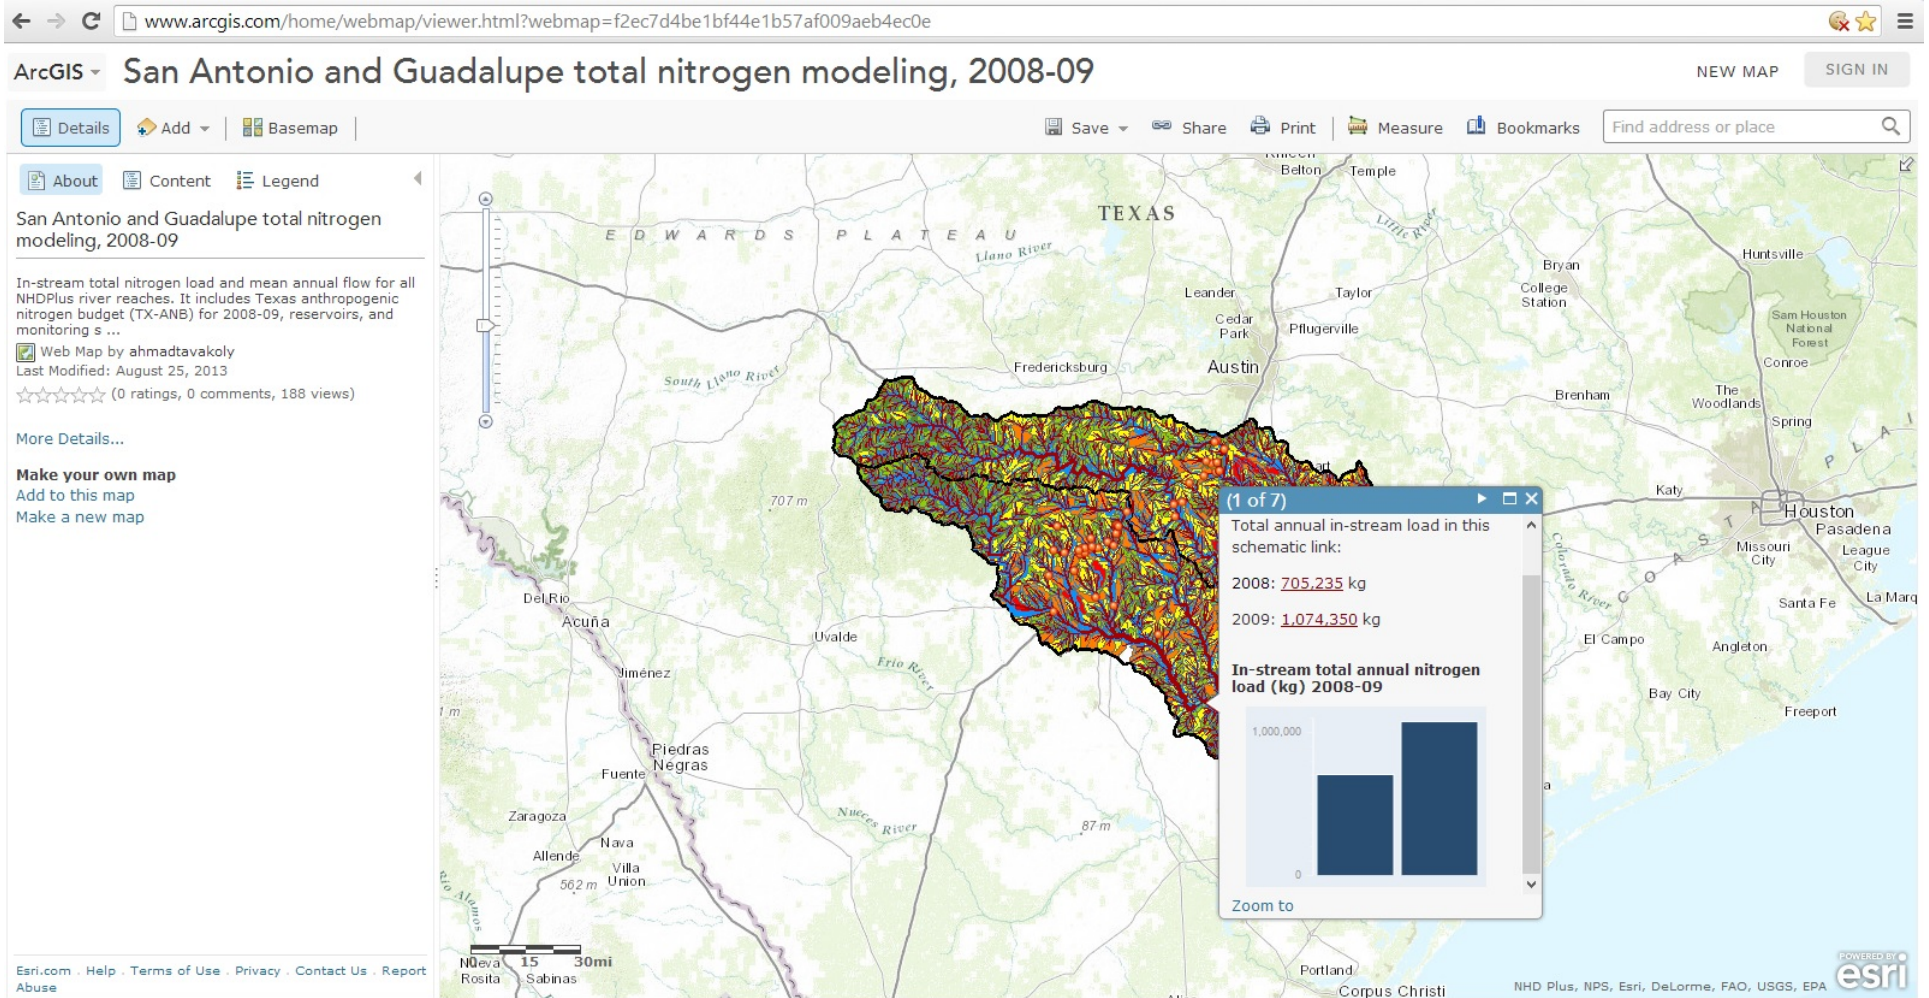 www.arcgis.com/home/webmap/viewer.html?webmap=f2ec7d4be1bf44e1b57af009aeb4ec0e
ArcGIS
San Antonio and Guadalupe total nitrogen modeling, 2008-09
NEW MAP
SIGN IN
Details
Add
Basemap
Save
Share
Print
Measure
Bookmarks
Find address or place
About
Content
Legend
San Antonio and Guadalupe total nitrogen
modeling, 2008-09
In-stream total nitrogen load and mean annual flow for all
NHDPlus river reaches. It includes Texas anthropogenic
nitrogen budget (TX-ANB) for 2008-09, reservoirs, and
monitoring s ...
Web Map by ahmadtavakoly
Last Modified: August 25, 2013
(0 ratings, 0 comments, 188 views)
More Details...
Make your own map
Add to this map
Make a new map
Esri.com . Help . Terms of Use . Privacy . Contact Us . Report
Abuse
Belton
Temple
TEXAS
EDWARDS PLATEAU
Llano River
Little River
Huntsville
Bryan
College
Station
Leander
Taylor
Cedar
Park
Pflugerville
Sam Houston
National
Forest
Conroe
Fredericksburg
Austin
South Llano River
Brenham
The
Woodlands
Spring
707 m
Katy
Houston
Pasadena
Missouri
City
League
City
Colorado River
Santa Fe
La Marq
Del Rio
Acuña
Uvalde
Frio River
El Campo
Angleton
Jiménez
Bay City
Freeport
1 m
Piedras
Negras
Fuente
Zaragoza
Nueces River
87 m
Nava
Allende
Villa
Union
562 m
Rio Alamos
COAST
PLAI
(1 of 7)
Total annual in-stream load in this
schematic link:
2008: 705,235 kg
2009: 1,074,350 kg
In-stream total annual nitrogen
load (kg) 2008-09
1,000,000
0
Zoom to
15
30mi
Rosita
Sabinas
Portland
Corpus Christi
NHD Plus, NPS, Esri, DeLorme, FAO, USGS, EPA
POWERED BY
esri